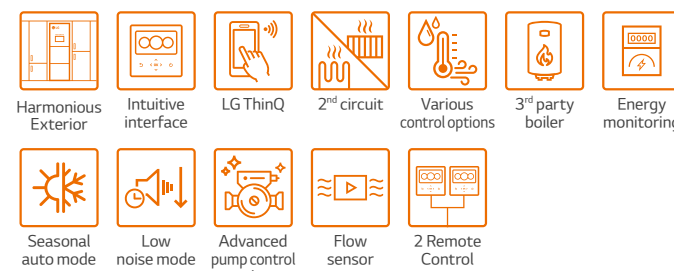 Harmonious
Exterior
Intuitive
interface
LG ThinQ
2nd circuit
Various
control options
3rd party
boiler
0000
Energy
monitoring
Seasonal
auto mode
Low
noise mode
Advanced
pump control
Flow
sensor
2 Remote
Control